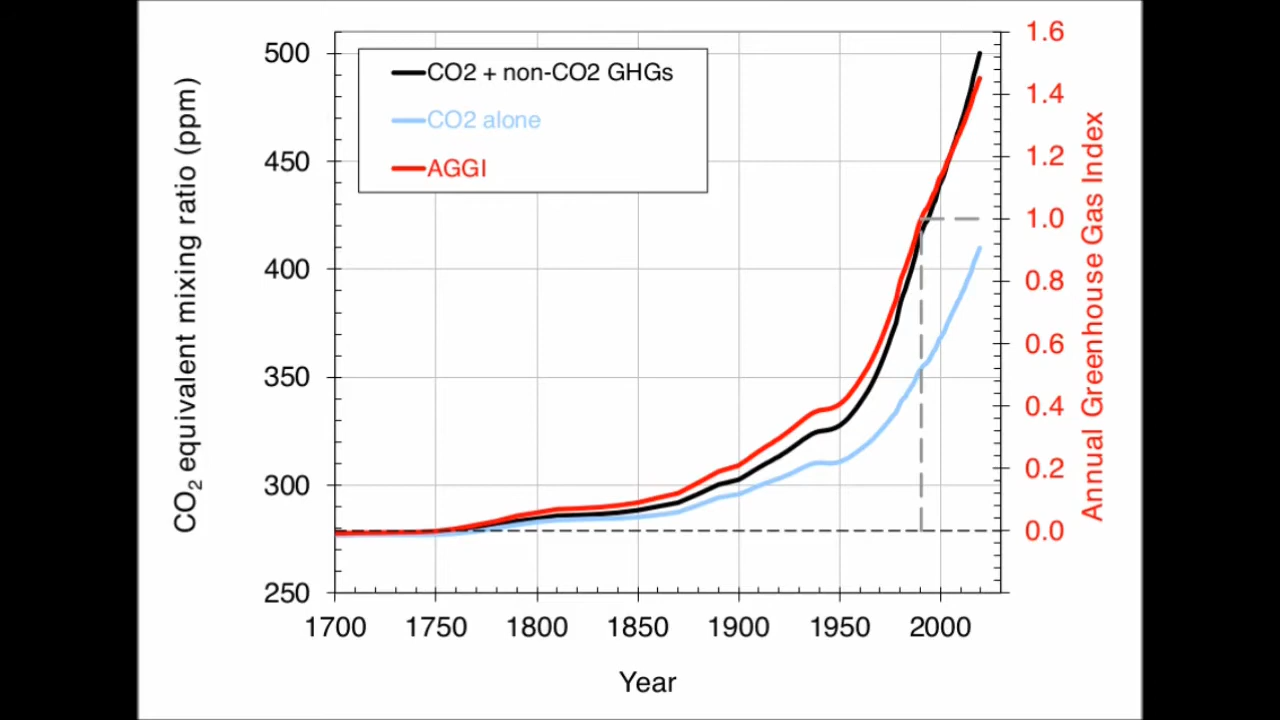 CO2 + non-CO2 GHGs
CO2 alone
AGGI
CO₂ equivalent mixing ratio (ppm)
500
450
400
350
300
250
1.6
1.4
1.2
1.0
0.8
0.6
0.4
0.2
0.0
Annual Greenhouse Gas Index
1700 1750 1800 1850 1900 1950 2000
Year